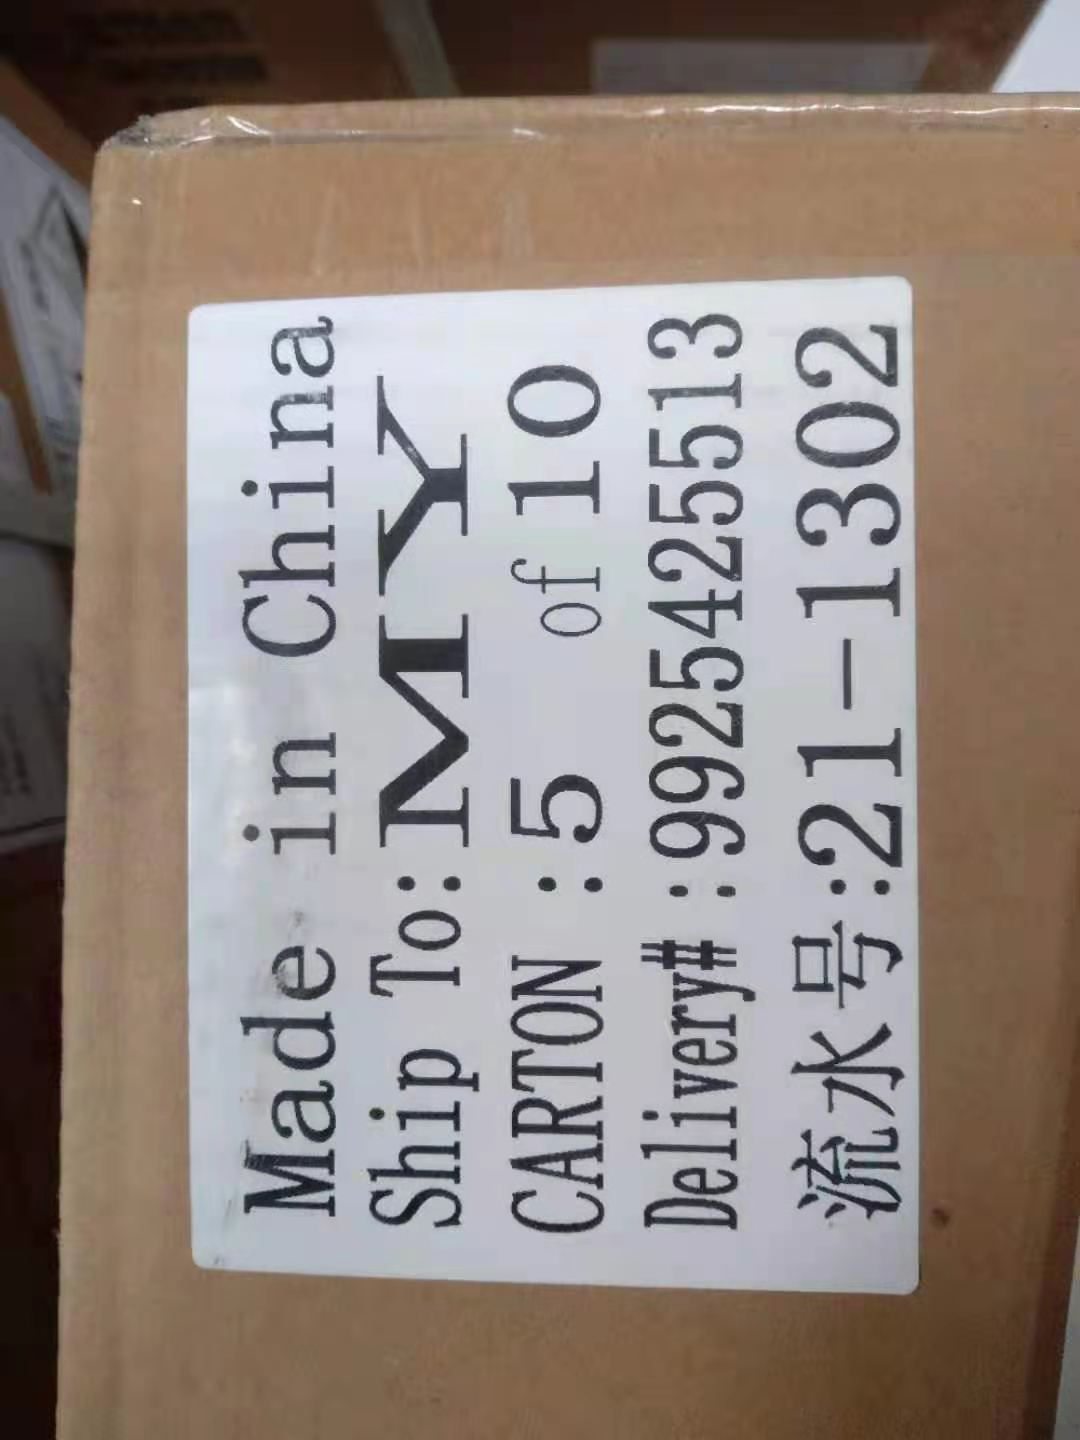 Made in China
Ship To:MY
CARTON :5 of 10
Delivery# :9925425513
流水号:21-1302